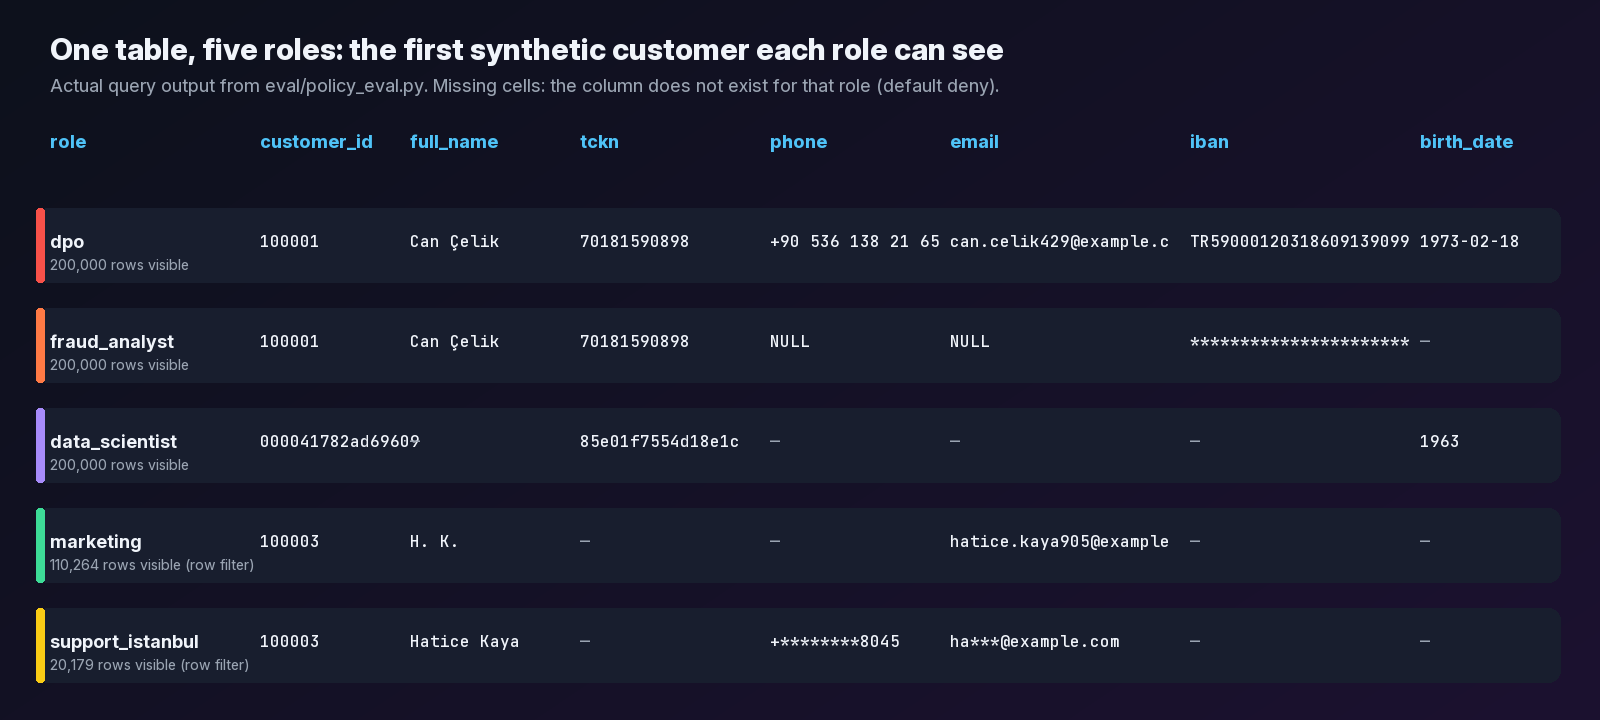 One table, five roles: the first synthetic customer each role can see
Actual query output from eval/policy_eval.py. Missing cells: the column does not exist for that role (default deny).
role customer_id full_name tckn phone email iban birth_date
dpo 100001 Can Çelik 70181590898 +90 536 138 21 65 can.celik429@example.c TR59000120318609139099 1973-02-18
200,000 rows visible
fraud_analyst 100001 Can Çelik 70181590898 NULL NULL ********************** —
200,000 rows visible
data_scientist 000041782ad69609 — 85e01f7554d18e1c — — — 1963
200,000 rows visible
marketing 100003 H. K. — — hatice.kaya905@example — —
110,264 rows visible (row filter)
support_istanbul 100003 Hatice Kaya — +********8045 ha***@example.com — —
20,179 rows visible (row filter)